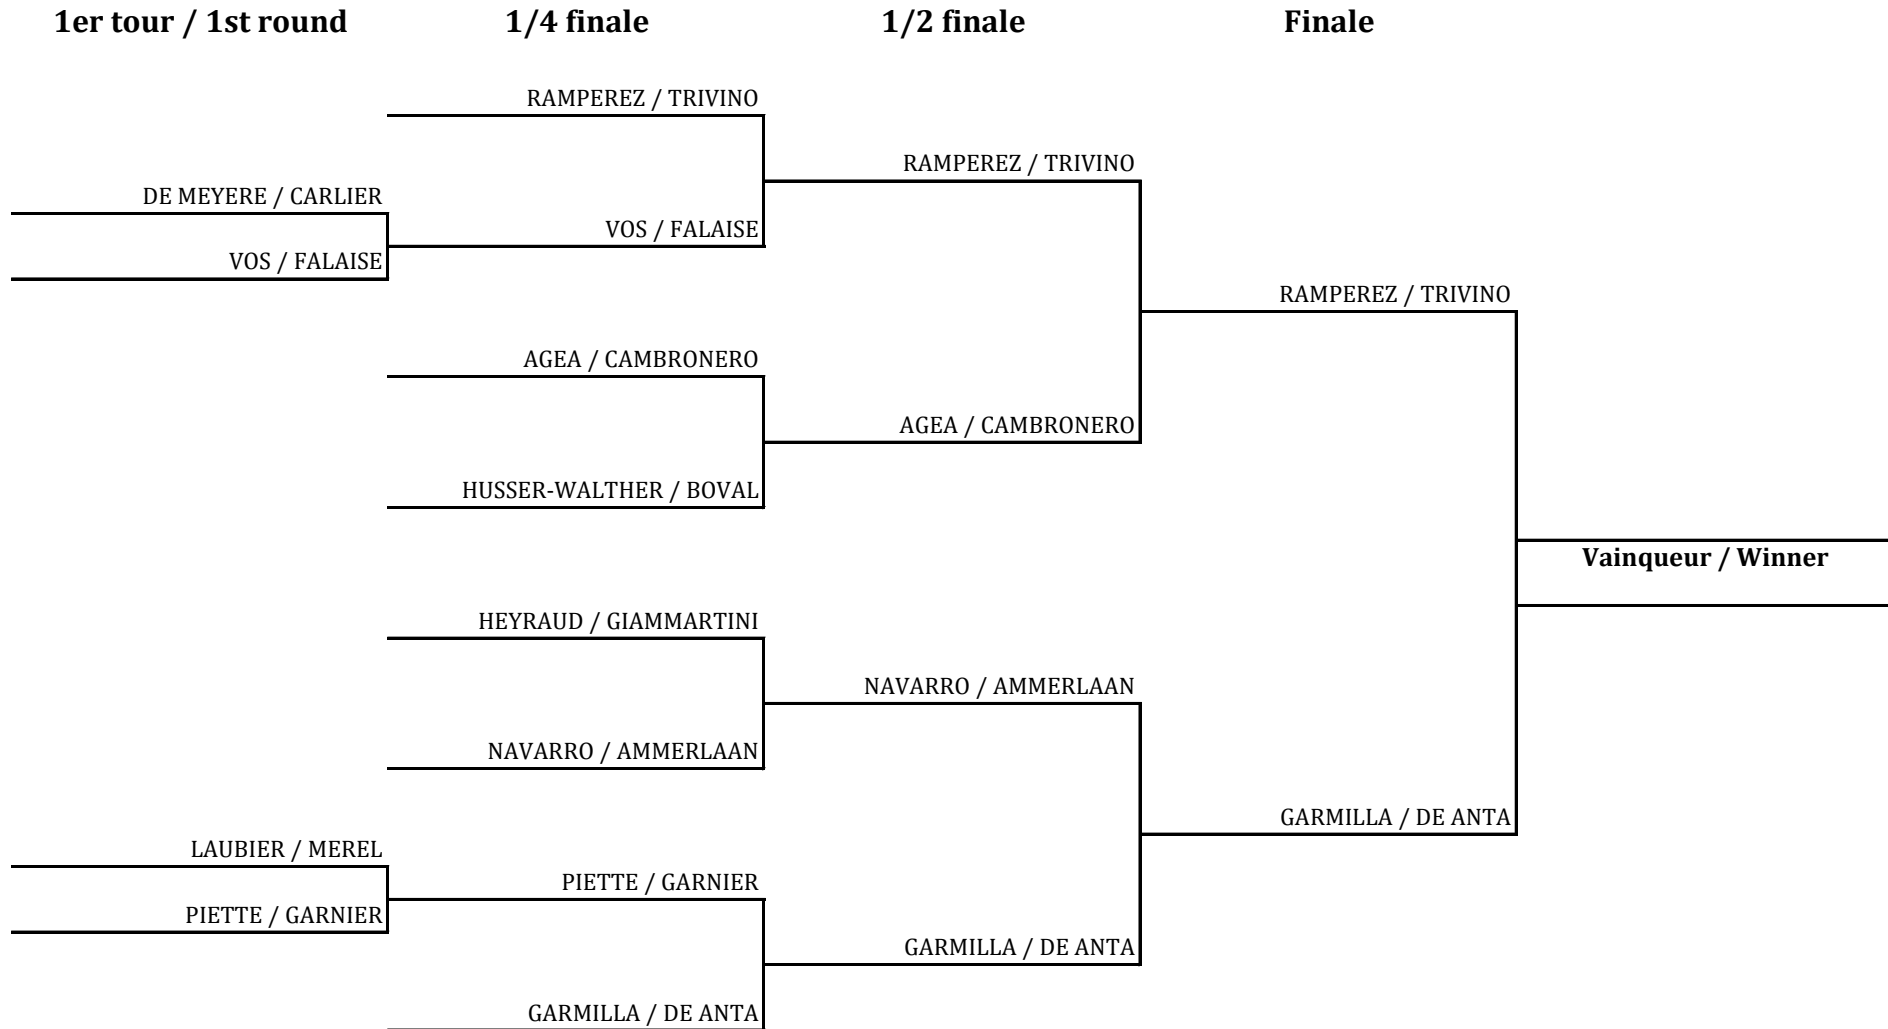 1er tour / 1st round
1/4 finale
1/2 finale
Finale
RAMPEREZ / TRIVINO
RAMPEREZ / TRIVINO
DE MEYERE / CARLIER
VOS / FALAISE
VOS / FALAISE
RAMPEREZ / TRIVINO
AGEA / CAMBRONERO
AGEA / CAMBRONERO
HUSSER-WALTHER / BOVAL
Vainqueur / Winner
HEYRAUD / GIAMMARTINI
NAVARRO / AMMERLAAN
NAVARRO / AMMERLAAN
GARMILLA / DE ANTA
LAUBIER / MEREL
PIETTE / GARNIER
PIETTE / GARNIER
GARMILLA / DE ANTA
GARMILLA / DE ANTA